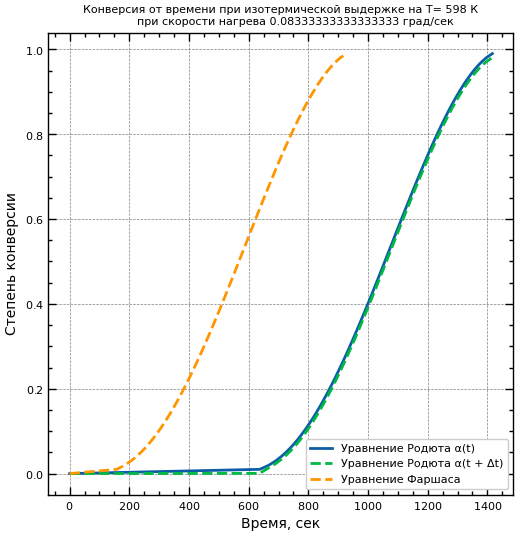 Конверсия от времени при изотермической выдержке на T= 598 К
при скорости нагрева 0.08333333333333333 град/сек
1.0
0.8
0.6
0.4
0.2
0.0
Степень конверсии
0
200
400
600
800
1000
1200
1400
Время, сек
Уравнение Родюта α(t)
Уравнение Родюта α(t + Δt)
Уравнение Фаршаса